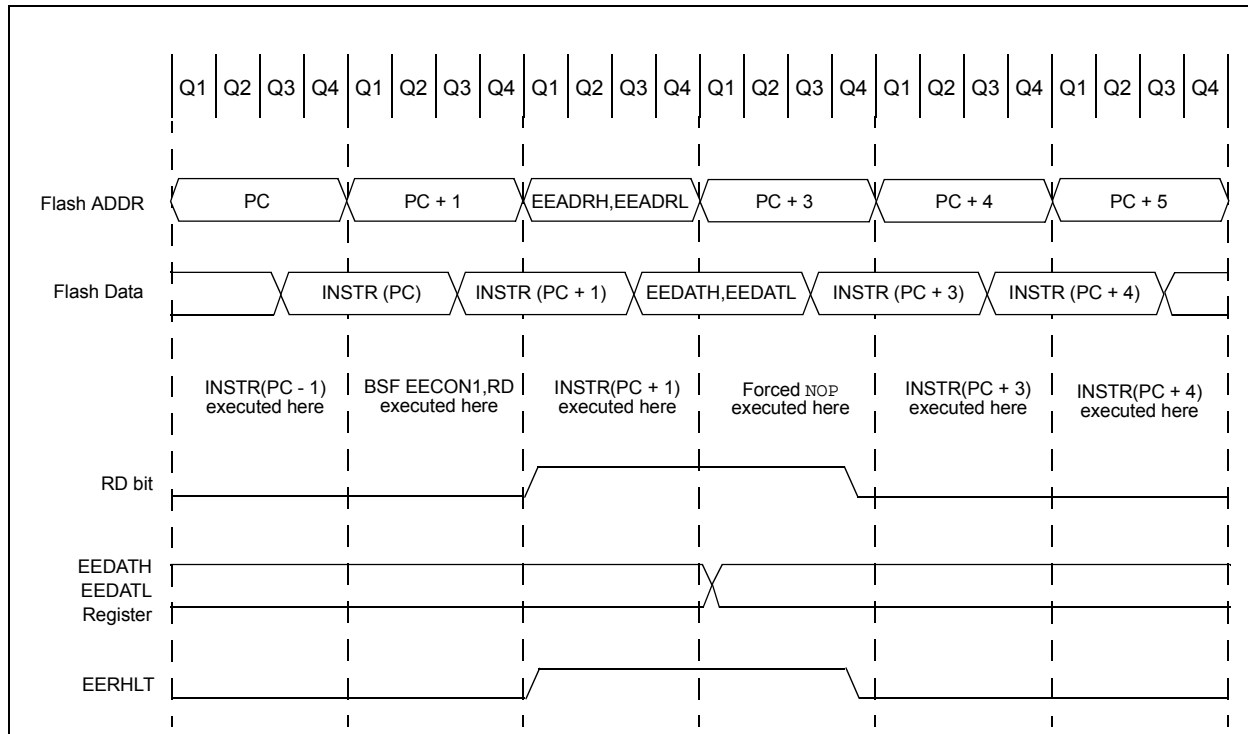 Q1 Q2 Q3 Q4 Q1 Q2 Q3 Q4 Q1 Q2 Q3 Q4 Q1 Q2 Q3 Q4 Q1 Q2 Q3 Q4 Q1 Q2 Q3 Q4
Flash ADDR PC PC + 1 EEADRH,EEADRL PC + 3 PC + 4 PC + 5
Flash Data INSTR (PC) INSTR (PC + 1) EEDATH,EEDATL INSTR (PC + 3) INSTR (PC + 4)
INSTR(PC - 1) BSF EECON1,RD INSTR(PC + 1) Forced NOP INSTR(PC + 3) INSTR(PC + 4)
executed here executed here executed here executed here executed here executed here
RD bit
EEDATH
EEDATL
Register
EERHLT